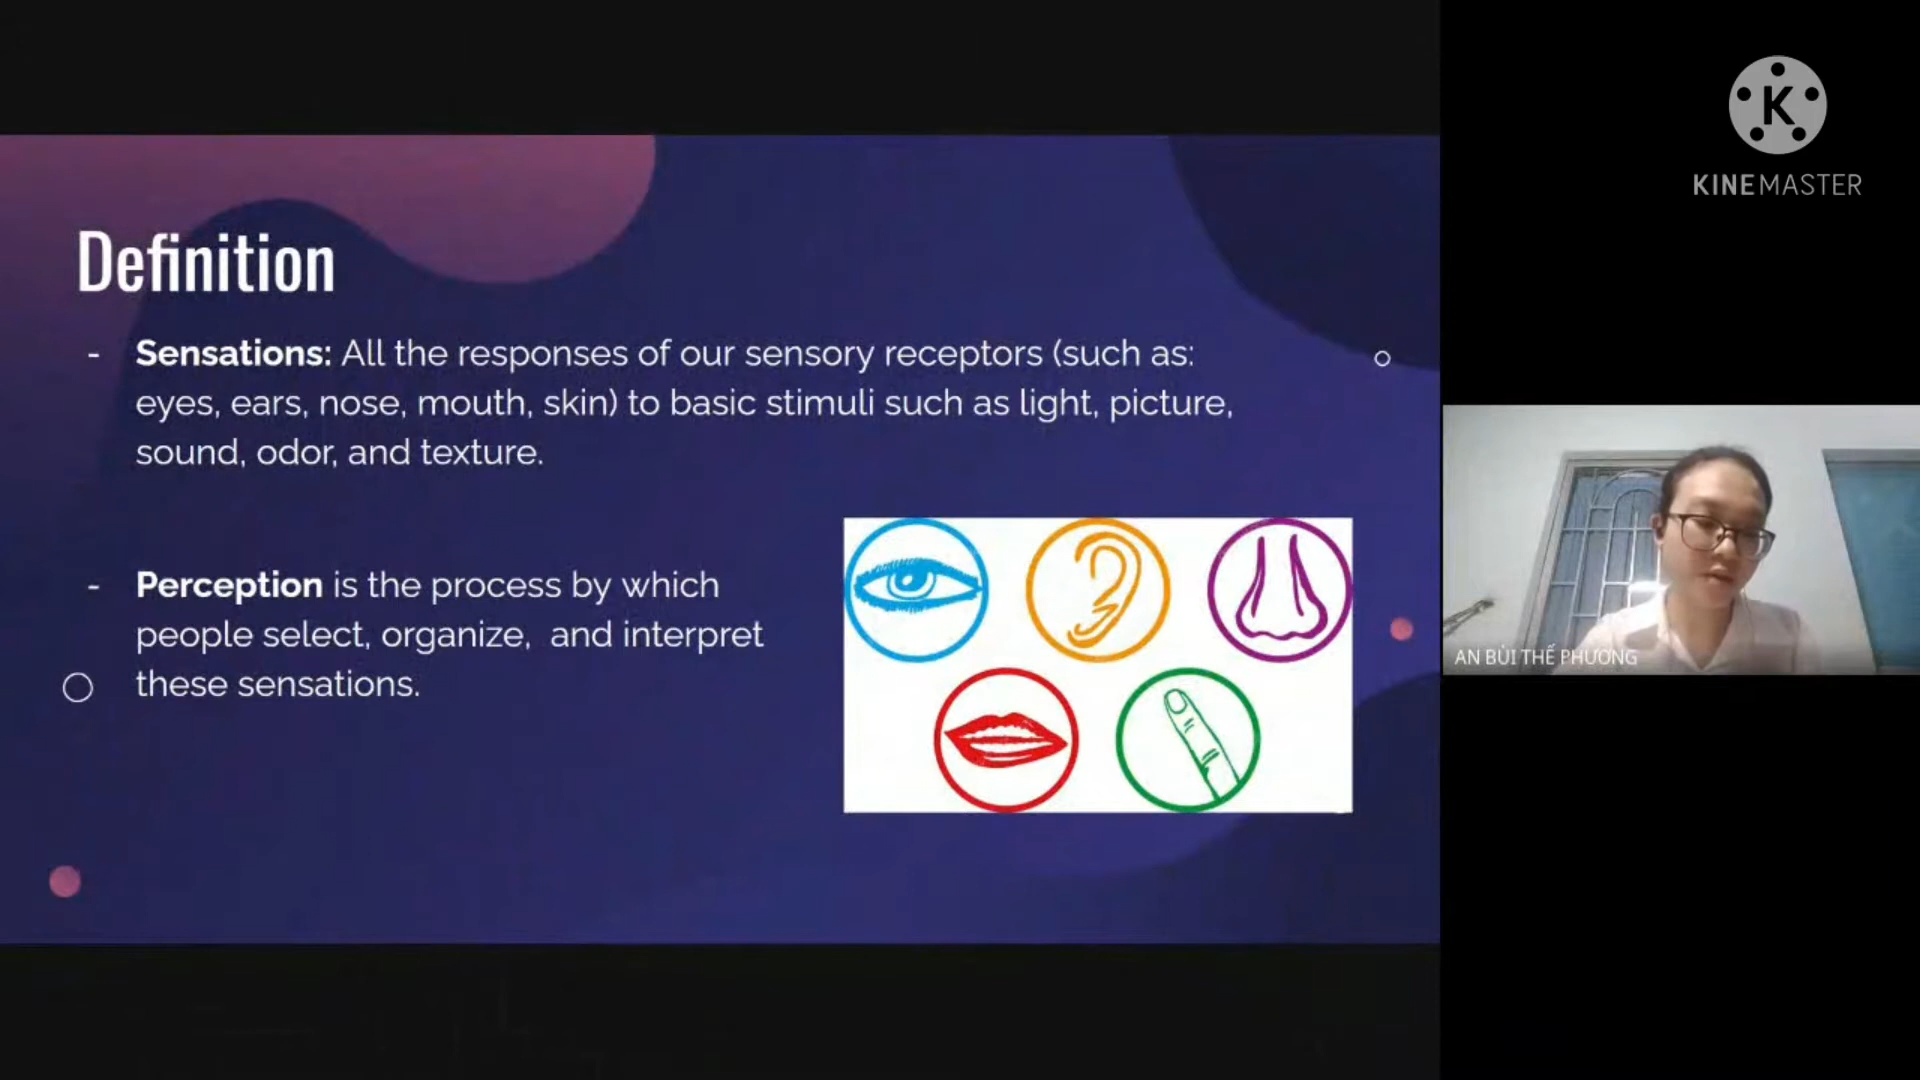 Definition
- Sensations: All the responses of our sensory receptors (such as:
eyes, ears, nose, mouth, skin) to basic stimuli such as light, picture,
sound, odor, and texture.
- Perception is the process by which
people select, organize, and interpret
these sensations.
K
KINEMASTER
AN BÙI THẾ PHƯƠNG